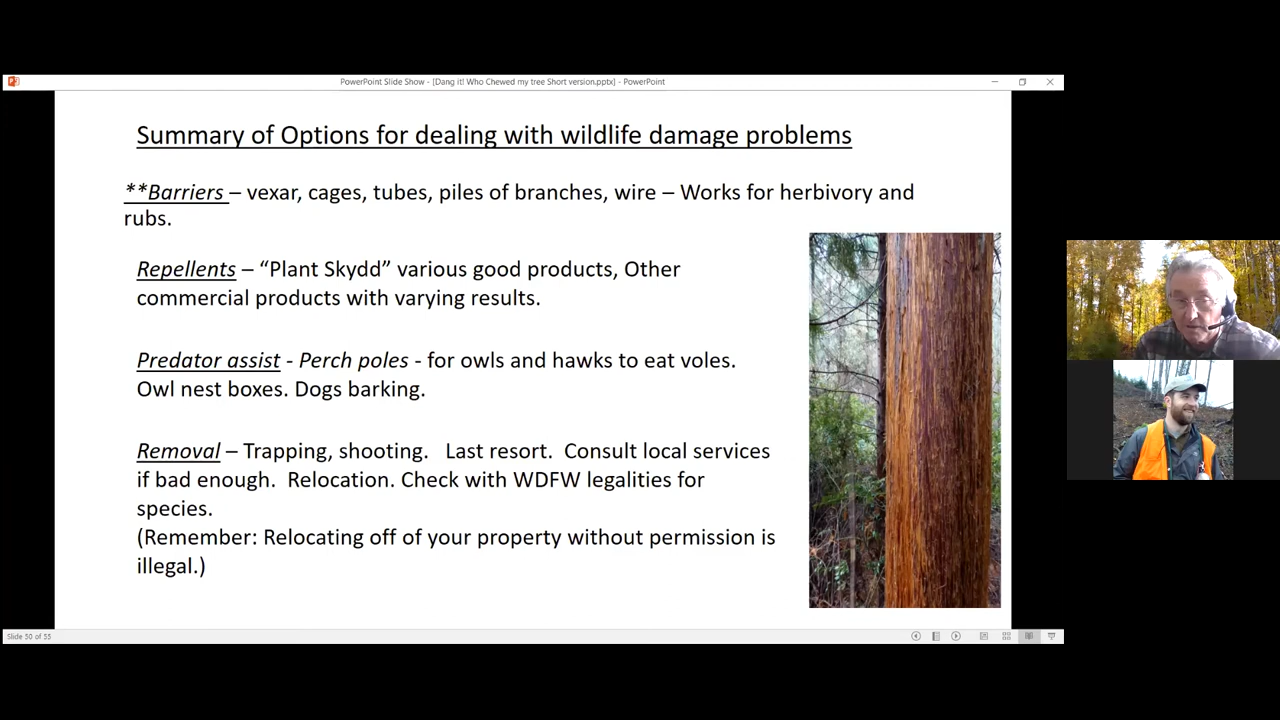 PowerPoint Slide Show - [Dang it! Who Chewed my tree Short version.pptx] - PowerPoint
Summary of Options for dealing with wildlife damage problems
**Barriers – vexar, cages, tubes, piles of branches, wire – Works for herbivory and
rubs.
Repellents – “Plant Skydd” various good products, Other
commercial products with varying results.
Predator assist - Perch poles - for owls and hawks to eat voles.
Owl nest boxes. Dogs barking.
Removal – Trapping, shooting.   Last resort.  Consult local services
if bad enough.  Relocation. Check with WDFW legalities for
species.
(Remember: Relocating off of your property without permission is
illegal.)
Slide 50 of 55